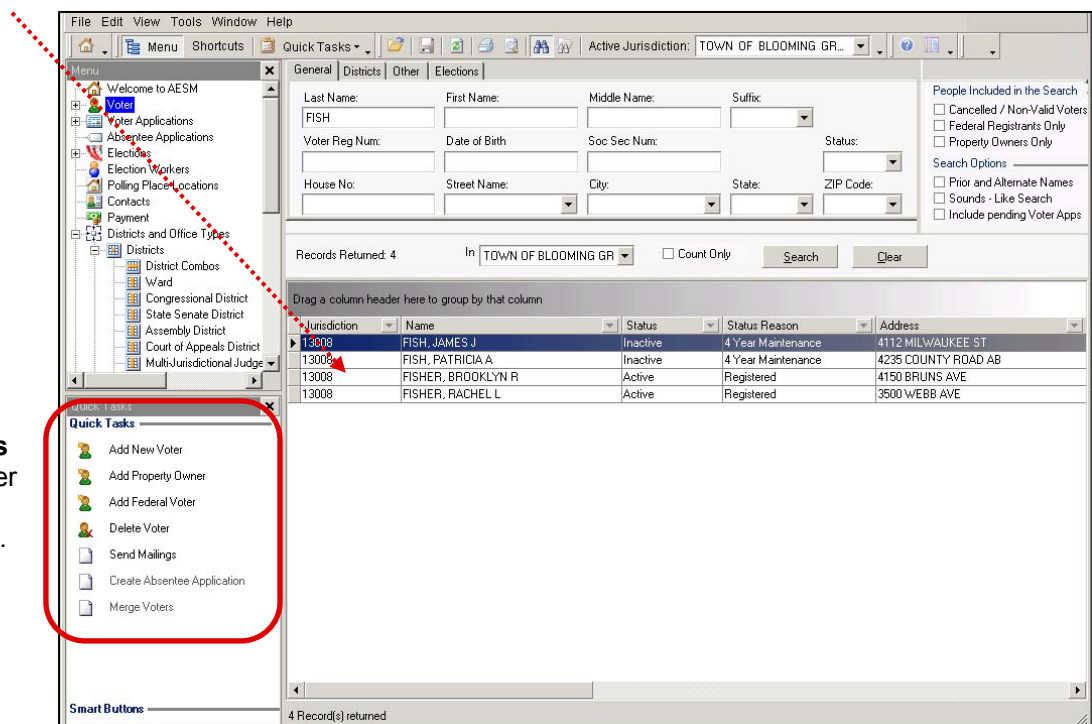 File Edit View Tools Window Help
Menu Shortcuts Quick Tasks Active Jurisdiction: TOWN OF BLOOMING GR...
Menu
Welcome to AESM
Voter
Voter Applications
Absentee Applications
Elections
Election Workers
Polling Place Locations
Contacts
Payment
Districts and Office Types
Districts
District Combos
Ward
Congressional District
State Senate District
Assembly District
Court of Appeals District
Multi-Jurisdictional Judge
General Districts Other Elections
Last Name: First Name: Middle Name: Suffix:
FISH
Voter Reg Num: Date of Birth Soc Sec Num: Status:
House No: Street Name: City: State: ZIP Code:
People Included in the Search
Cancelled / Non-Valid Voters
Federal Registrants Only
Property Owners Only
Search Options
Prior and Alternate Names
Sounds - Like Search
Include pending Voter Apps
Records Returned: 4 In TOWN OF BLOOMING GR Count Only Search Clear
Drag a column header here to group by that column
Jurisdiction Name Status Status Reason Address
13008 FISH, JAMES J Inactive 4 Year Maintenance 4112 MILWAUKEE ST
13008 FISH, PATRICIA A Inactive 4 Year Maintenance 4235 COUNTY ROAD AB
13008 FISHER, BROOKLYN R Active Registered 4150 BRUNS AVE
13008 FISHER, RACHEL L Active Registered 3500 WEBB AVE
Quick Tasks
Quick Tasks
Add New Voter
Add Property Owner
Add Federal Voter
Delete Voter
Send Mailings
Create Absentee Application
Merge Voters
s
er
.
Smart Buttons
4 Record(s) returned